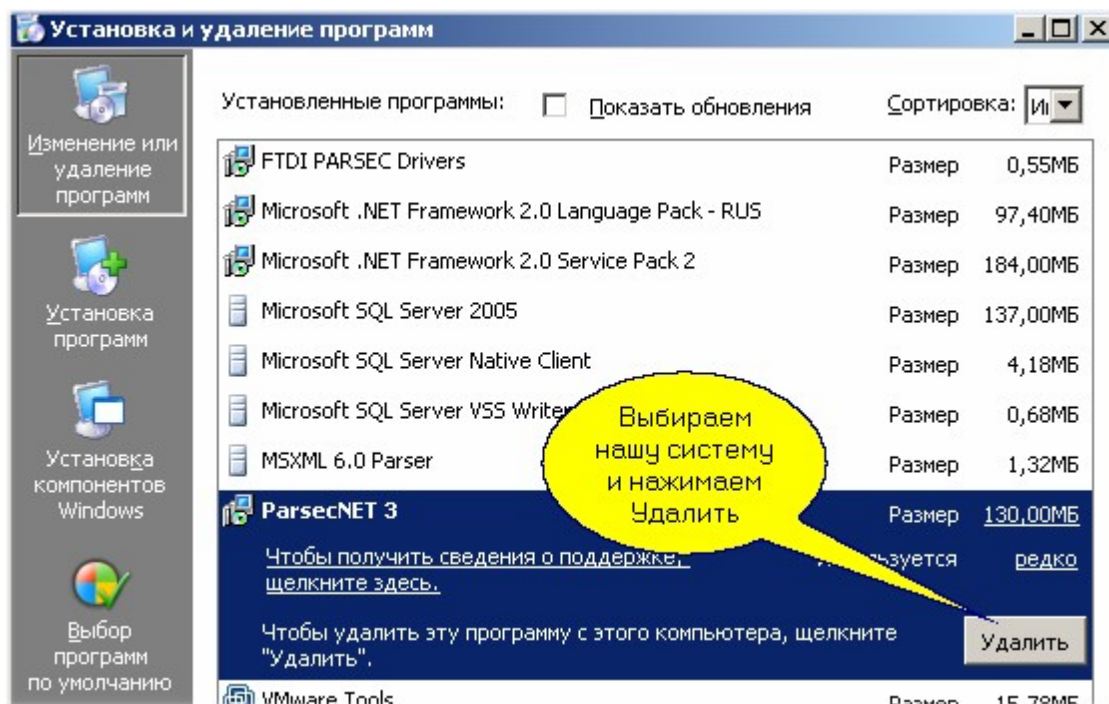 Установка и удаление программ
Изменение или
удаление
программ
Установка
программ
Установка
компонентов
Windows
Выбор
программ
по умолчанию
Установленные программы: Показать обновления Сортировка:
FTDI PARSEC Drivers Размер 0,55МБ
Microsoft .NET Framework 2.0 Language Pack - RUS Размер 97,40МБ
Microsoft .NET Framework 2.0 Service Pack 2 Размер 184,00МБ
Microsoft SQL Server 2005 Размер 137,00МБ
Microsoft SQL Server Native Client Размер 4,18МБ
Microsoft SQL Server VSS Writer Размер 0,68МБ
MSXML 6.0 Parser Размер 1,32МБ
Выбираем
нашу систему
и нажимаем
Удалить
ParsecNET 3 Размер 130,00МБ
Чтобы получить сведения о поддержке, редко
щелкните здесь.
Чтобы удалить эту программу с этого компьютера, щелкните
"Удалить".
Удалить
VMware Tools Размер 15,78МБ